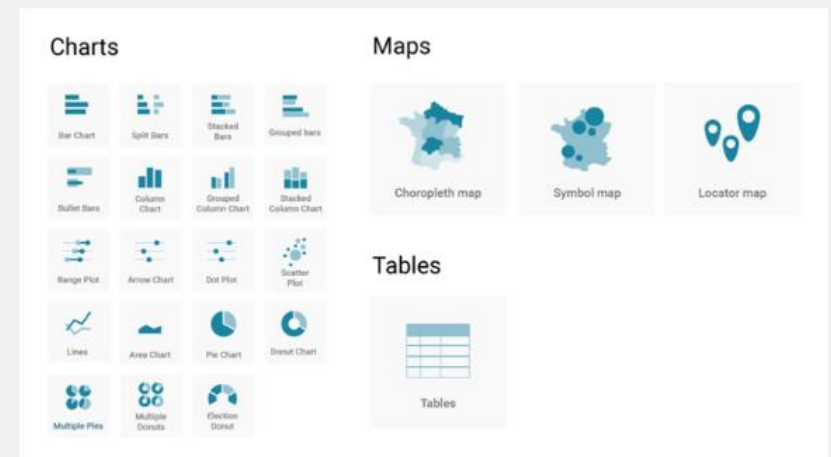 Charts
Bar Chart
Split Bars
Stacked
Bars
Grouped bars
Bullet Bars
Column
Chart
Grouped
Column Chart
Stacked
Column Chart
Range Plot
Arrow Chart
Dot Plot
Scatter
Plot
Lines
Area Chart
Pie Chart
Donut Chart
Multiple Pies
Multiple
Donuts
Election
Donut
Maps
Choropleth map
Symbol map
Locator map
Tables
Tables